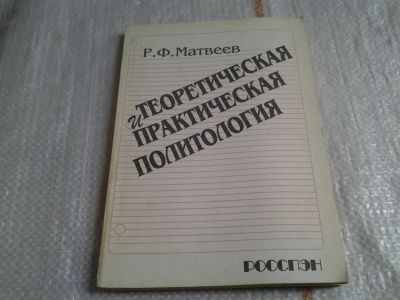 Р.Ф.Матвеев
ТЕОРЕТИЧЕСКАЯ
И ПРАКТИЧЕСКАЯ
ПОЛИТОЛОГИЯ
РОССПЭН